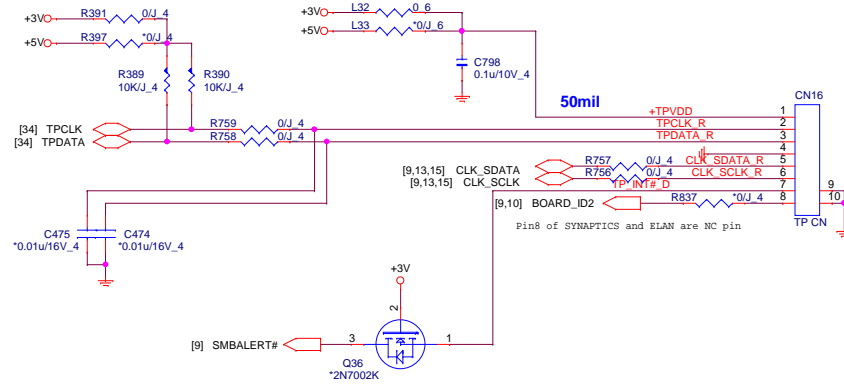 +3V
R391
0/J_4
+5V
R397
*0/J_4
R389
10K/J_4
R390
10K/J_4
L32
0_6
+3V
+5V
L33
*0/J_6
C798
0.1u/10V_4
50mil
CN16
+TPVDD
1
TPCLK_R
2
TPDATA_R
3
4
[34] TPCLK
R759
0/J_4
[34] TPDATA
R758
0/J_4
[9,13,15] CLK_SDATA
R757
0/J_4
CLK_SDATA_R
5
[9,13,15] CLK_SCLK
R756
0/J_4
CLK_SCLK_R
6
TP_INT#_D
7
9
[9,10] BOARD_ID2
R837
*0/J_4
8
10
TP CN
Pin8 of SYNAPTICS and ELAN are NC pin
C475
*0.01u/16V_4
C474
*0.01u/16V_4
+3V
2
[9] SMBALERT#
3
1
Q36
*2N7002K